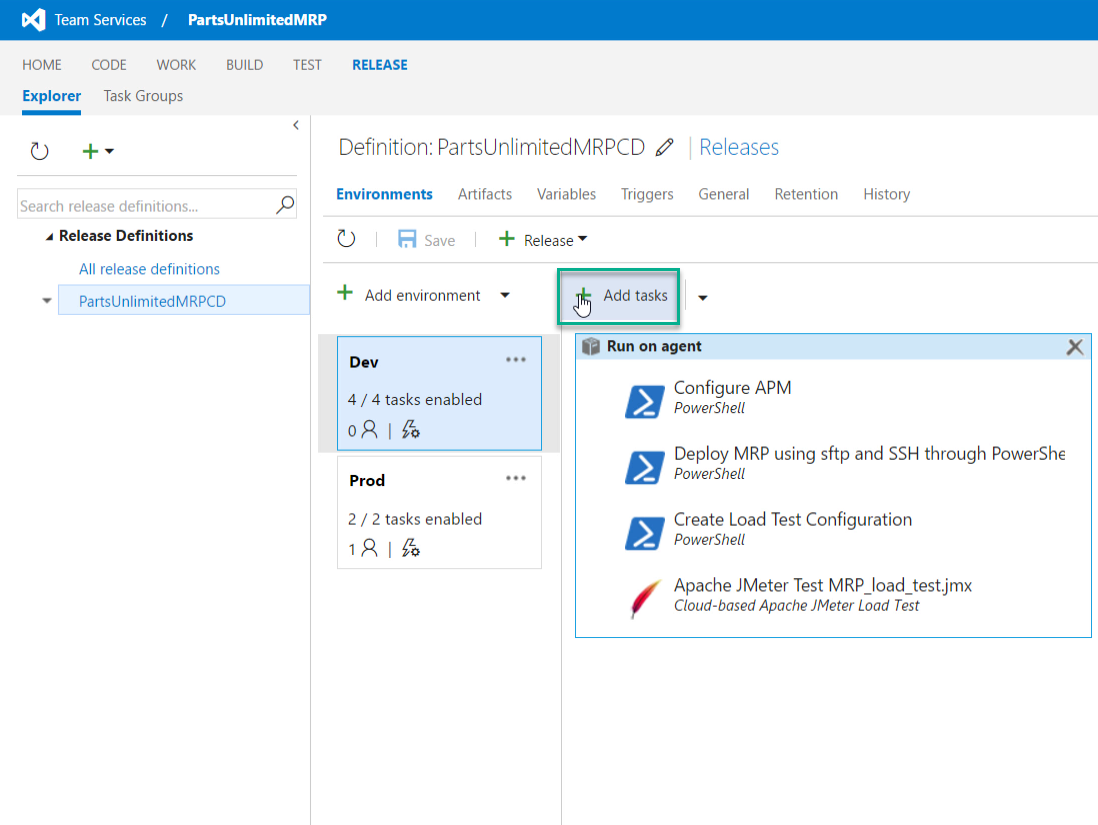 Team Services / PartsUnlimitedMRP
HOME CODE WORK BUILD TEST RELEASE
Explorer Task Groups
Definition: PartsUnlimitedMRPCD | Releases
Environments Artifacts Variables Triggers General Retention History
Search release definitions...
Save
Release
Release Definitions
All release definitions
PartsUnlimitedMRPCD
Add environment
Add tasks
Dev
4 / 4 tasks enabled
0 |
Prod
2 / 2 tasks enabled
1 |
Run on agent
Configure APM
PowerShell
Deploy MRP using sftp and SSH through PowerShe
PowerShell
Create Load Test Configuration
PowerShell
Apache JMeter Test MRP_load_test.jmx
Cloud-based Apache JMeter Load Test